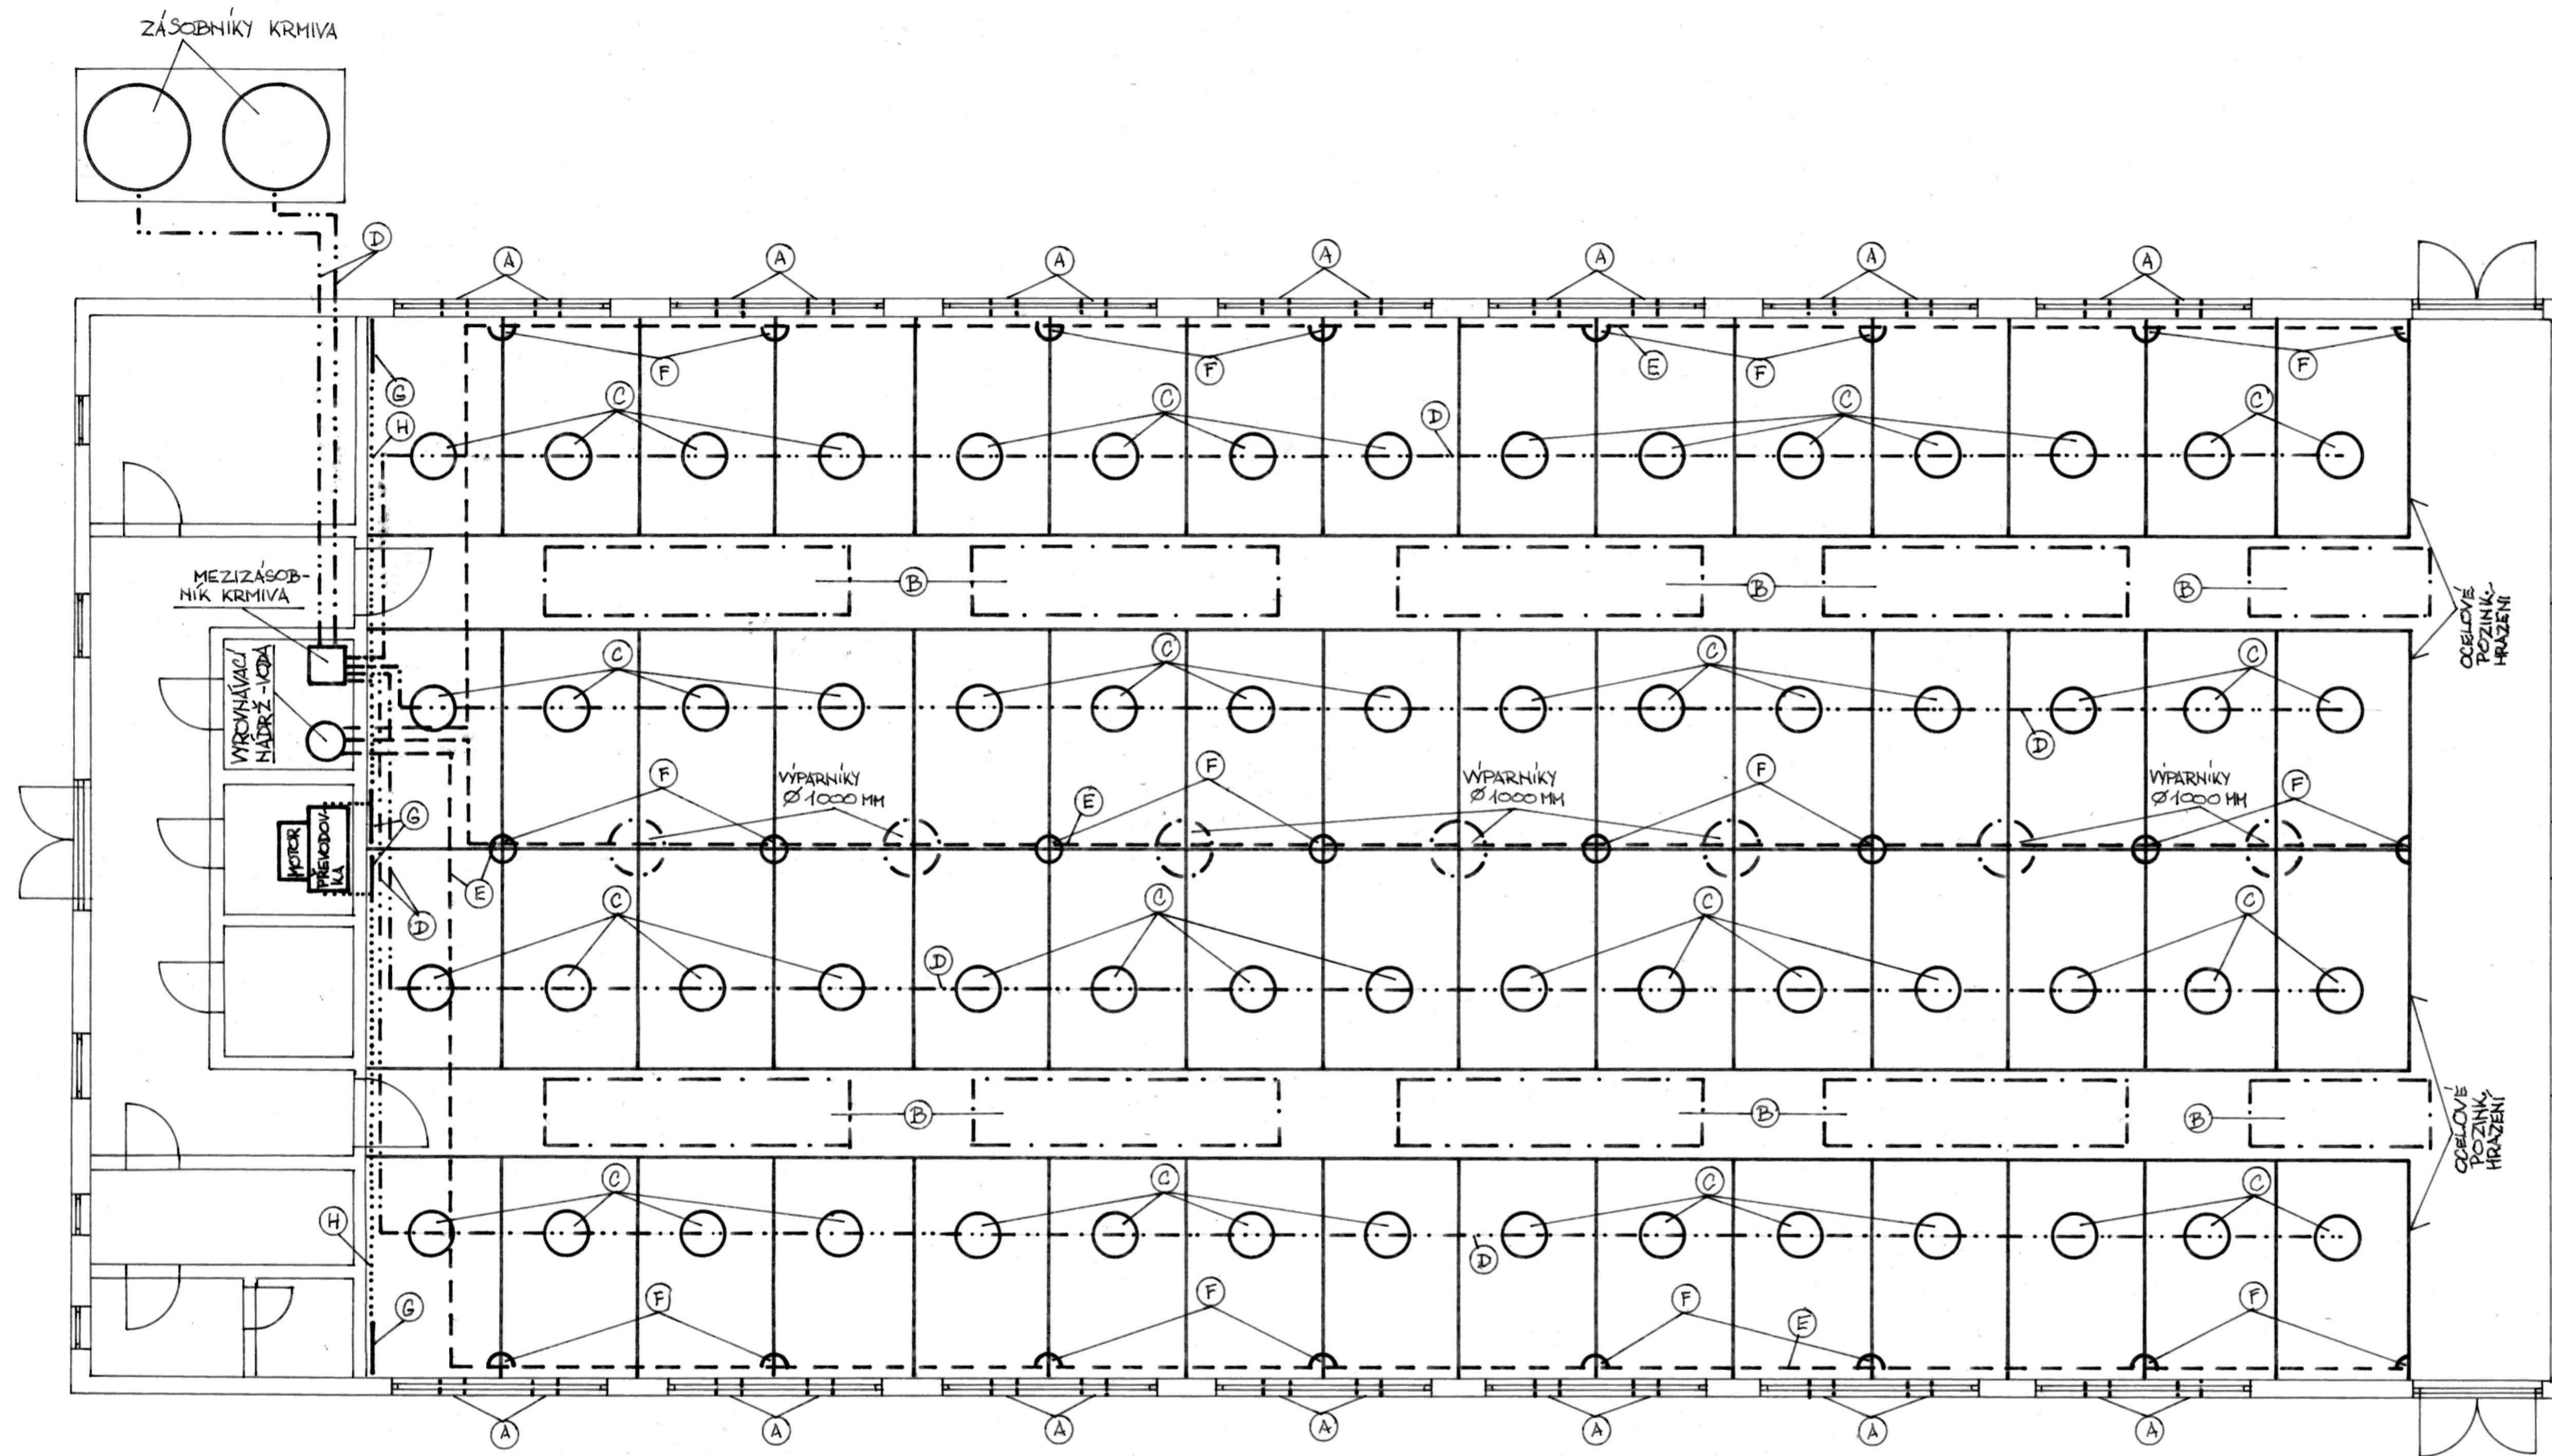 ZÁSOBNÍKY KRMIVA
D
A
A
A
A
A
A
A
F
F
E
F
F
G
C
C
D
C
C
H
MEZIZÁSOB-
NÍK KRMIVA
B
B
B
OCELOVÉ
POZINK.
HRAZENÍ
VYROVNÁVACÍ
NÁDRŽ-VODA
C
C
C
C
D
F
VÝPARNÍKY
Ø 1000 MM
E
F
VÝPARNÍKY
Ø 1000 MM
F
VÝPARNÍKY
Ø 1000 MM
F
MOTOR
PŘEVODOV-
KA
G
E
D
C
C
C
C
D
B
B
B
OCELOVÉ
POZINK.
HRAZENÍ
H
C
C
C
C
D
G
F
F
F
E
F
A
A
A
A
A
A
A